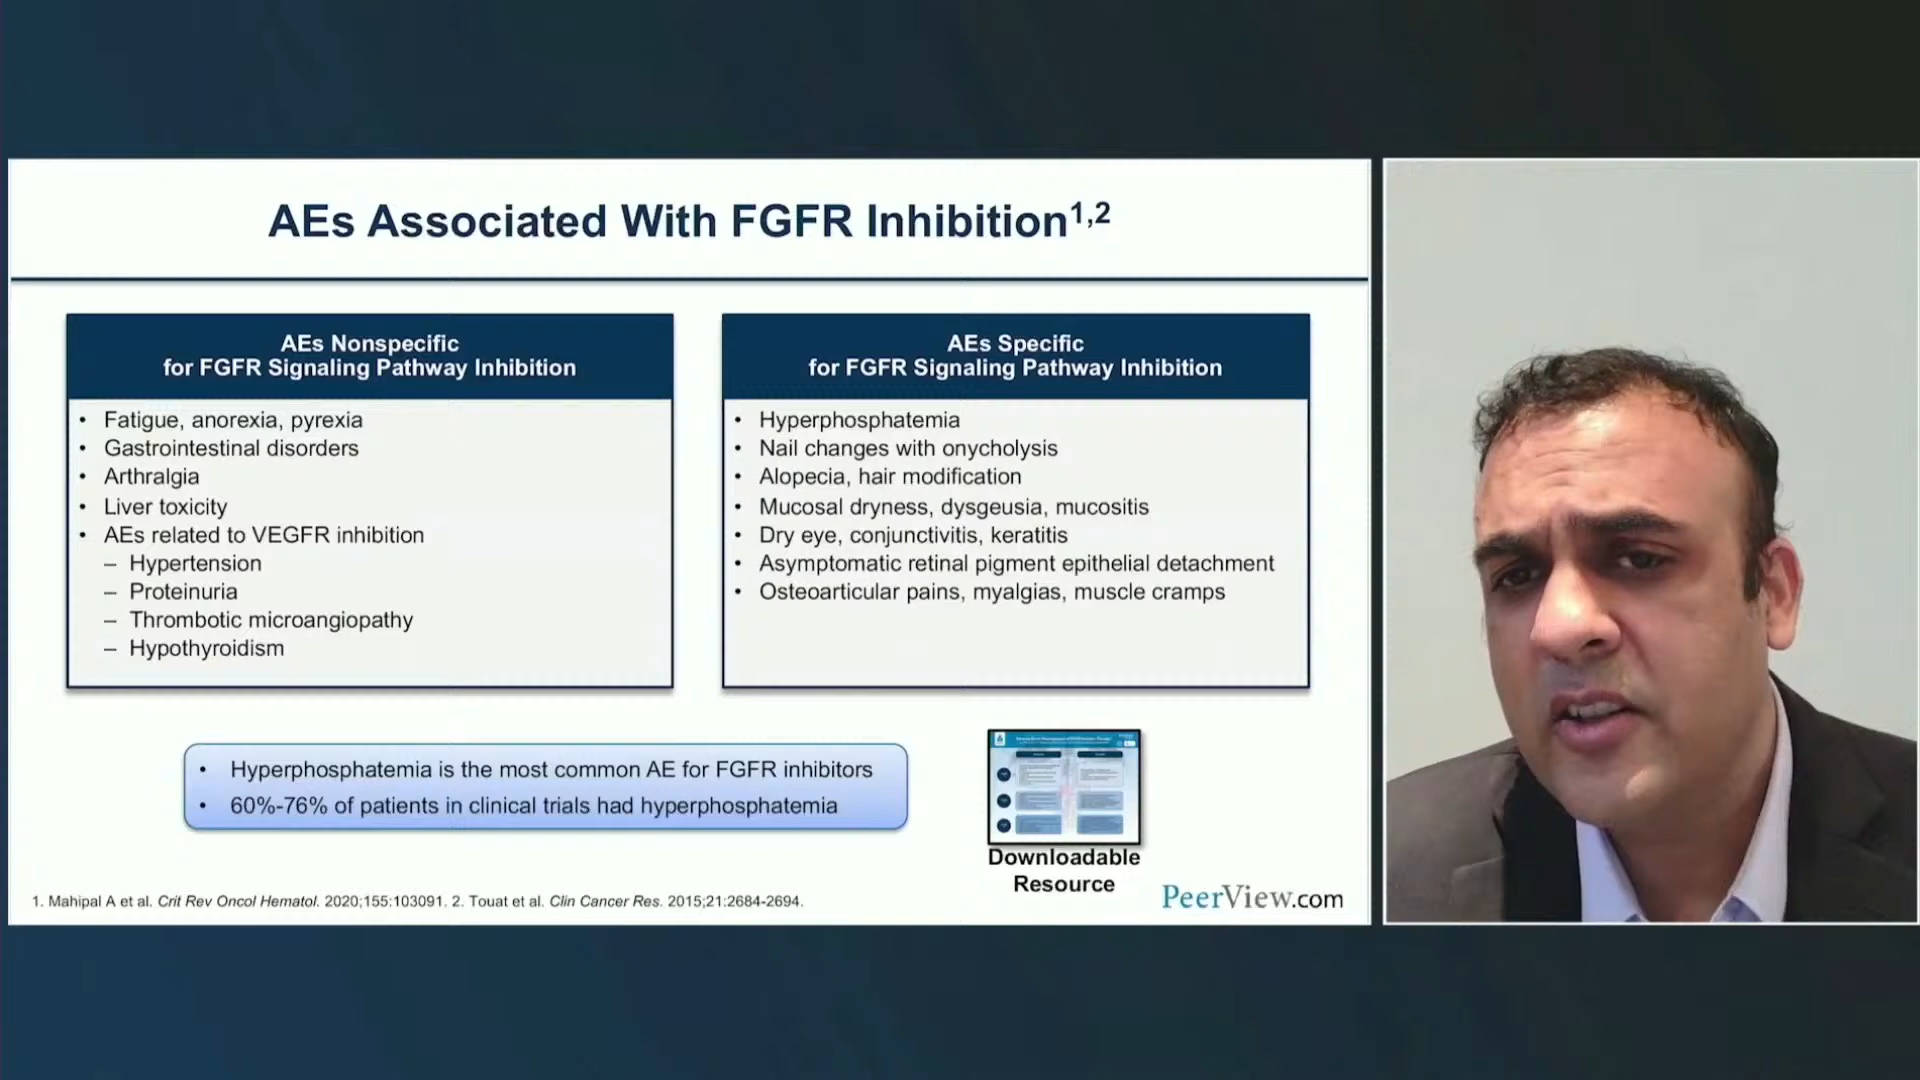 AEs Associated With FGFR Inhibition1,2
AEs Nonspecific
for FGFR Signaling Pathway Inhibition
• Fatigue, anorexia, pyrexia
• Gastrointestinal disorders
• Arthralgia
• Liver toxicity
• AEs related to VEGFR inhibition
– Hypertension
– Proteinuria
– Thrombotic microangiopathy
– Hypothyroidism
AEs Specific
for FGFR Signaling Pathway Inhibition
• Hyperphosphatemia
• Nail changes with onycholysis
• Alopecia, hair modification
• Mucosal dryness, dysgeusia, mucositis
• Dry eye, conjunctivitis, keratitis
• Asymptomatic retinal pigment epithelial detachment
• Osteoarticular pains, myalgias, muscle cramps
• Hyperphosphatemia is the most common AE for FGFR inhibitors
• 60%-76% of patients in clinical trials had hyperphosphatemia
Downloadable
Resource
1. Mahipal A et al. Crit Rev Oncol Hematol. 2020;155:103091. 2. Touat et al. Clin Cancer Res. 2015;21:2684-2694.
PeerView.com